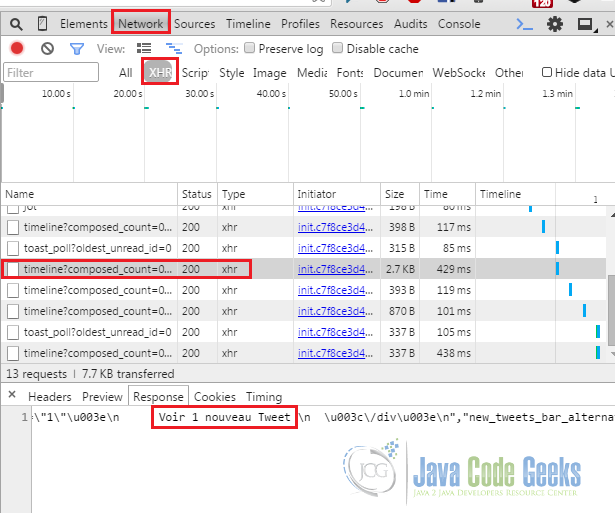 Elements Network Sources Timeline Profiles Resources Audits Console
120
View: Options: Preserve log Disable cache
Filter All XHR Script Style Image Media Fonts Documen WebSocke Other Hide data U
10.00 s 20.00 s 30.00 s 40.00 s 50.00 s 1.0 min 1.2 min 1.3 min
Name Status Type Initiator Size Time Timeline 1
jot 200 xhr init.c7f8ce3d4... 198 B 80 ms
timeline?composed_count=0... 200 xhr init.c7f8ce3d4... 398 B 117 ms
toast_poll?oldest_unread_id=0 200 xhr init.c7f8ce3d4... 315 B 85 ms
timeline?composed_count=0... 200 xhr init.c7f8ce3d4... 2.7 KB 429 ms
timeline?composed_count=0... 200 xhr init.c7f8ce3d4... 393 B 119 ms
timeline?composed_count=0... 200 xhr init.c7f8ce3d4... 870 B 101 ms
toast_poll?oldest_unread_id=0 200 xhr init.c7f8ce3d4... 337 B 105 ms
timeline?composed_count=0... 200 xhr init.c7f8ce3d4... 337 B 438 ms
13 requests | 7.7 KB transferred
Headers Preview Response Cookies Timing
1 =\"1\"\u003e\n Voir 1 nouveau Tweet \n \u003c\/div\u003e\n","new_tweets_bar_alterna
JCG Java Code Geeks
JAVA 2 JAVA DEVELOPERS RESOURCE CENTER